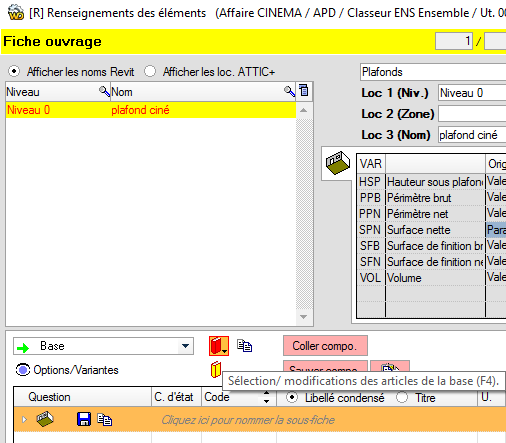 [R] Renseignements des éléments   (Affaire CINEMA / APD / Classeur ENS Ensemble / Ut. 00
Fiche ouvrage 1 /
Afficher les noms Revit Afficher les loc. ATTIC+ Plafonds
Niveau Nom Loc 1 (Niv.) Niveau 0
Niveau 0 plafond ciné Loc 2 (Zone)
Loc 3 (Nom) plafond ciné
VAR Orig
HSP Hauteur sous plafond Vale
PPB Périmètre brut Vale
PPN Périmètre net Vale
SPN Surface nette Para
SFB Surface de finition br Vale
SFN Surface de finition ne Vale
VOL Volume Vale
Base Coller compo.
Options/Variantes Sauver compo.
Sélection/ modifications des articles de la base (F4).
Question C. d'état Code Libellé condensé Titre U.
Cliquez ici pour nommer la sous-fiche